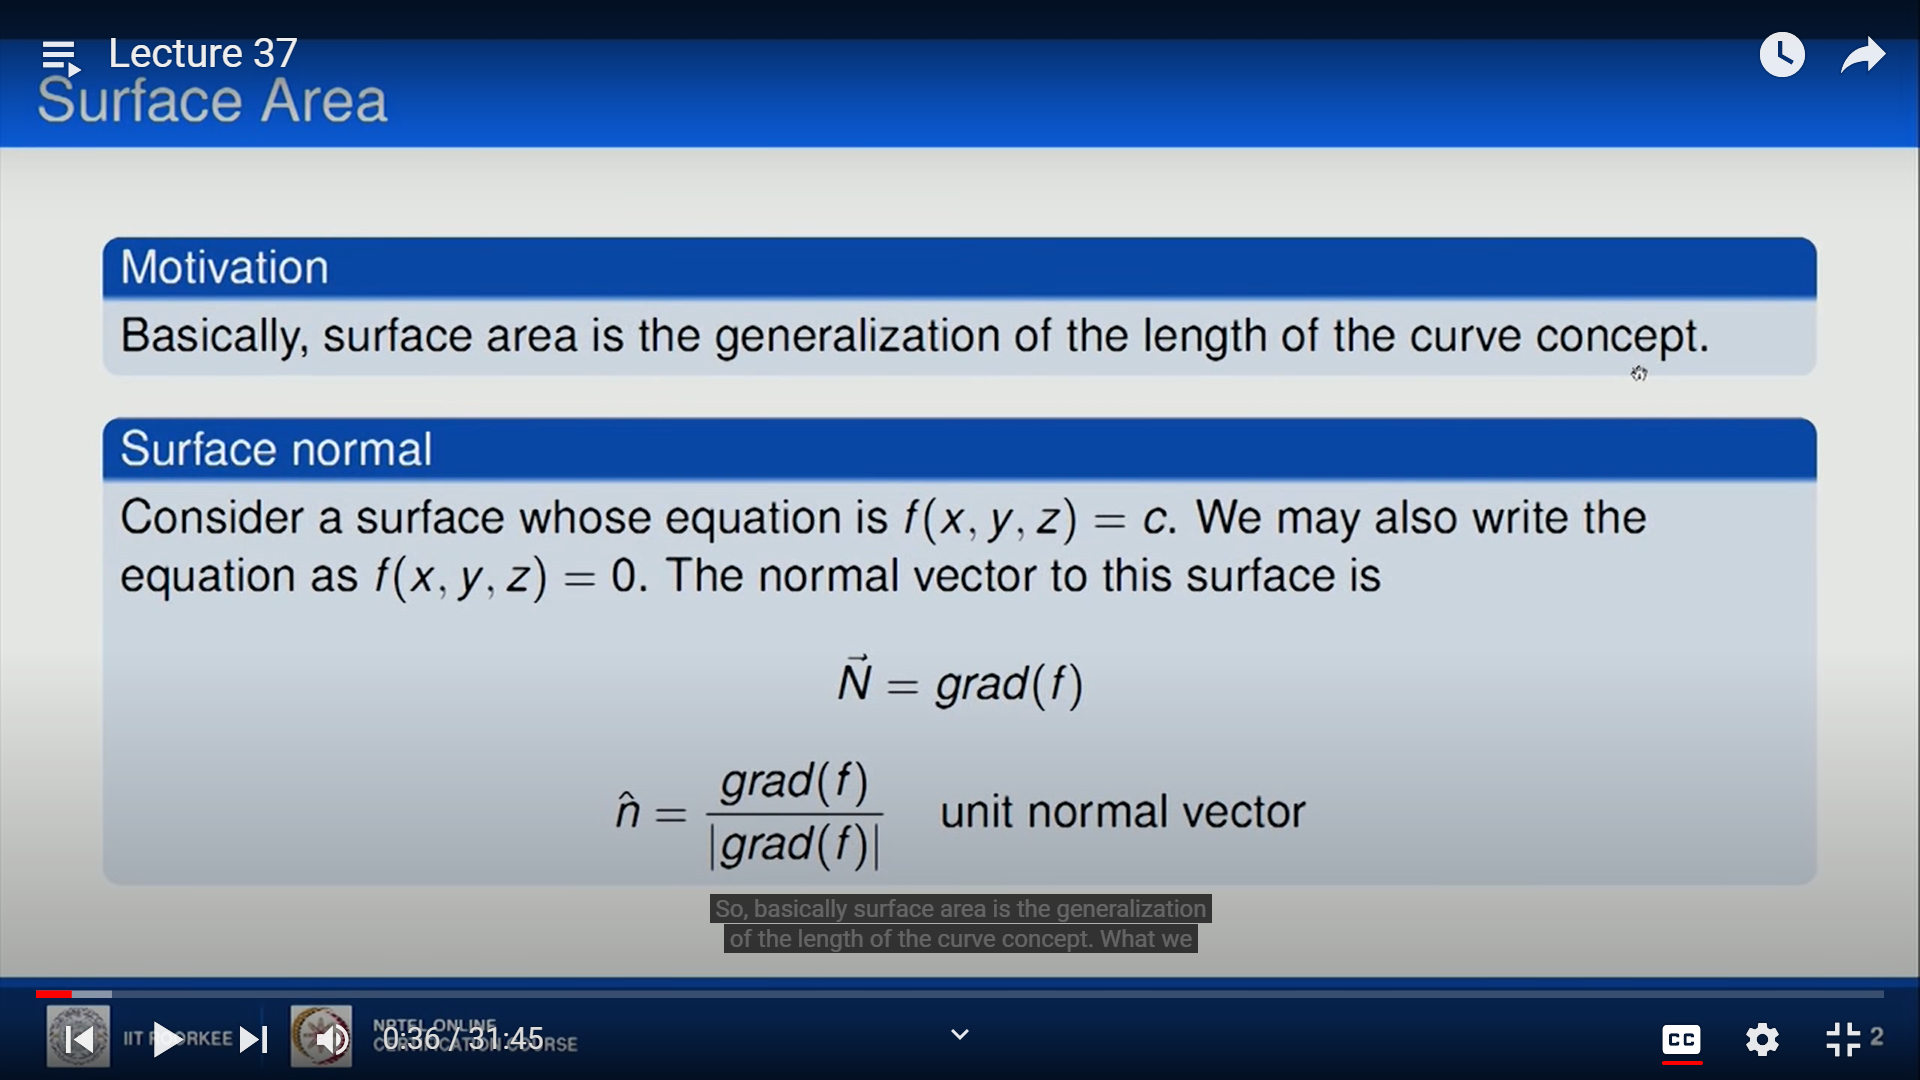 Lecture 37
Surface Area
Motivation
Basically, surface area is the generalization of the length of the curve concept.
Surface normal
Consider a surface whose equation is f(x, y, z) = c. We may also write the
equation as f(x, y, z) = 0. The normal vector to this surface is
\vec{N} = grad(f)
\hat{n} = \frac{grad(f)}{|grad(f)|} unit normal vector
So, basically surface area is the generalization
of the length of the curve concept. What we
IIT ROORKEE
NPTEL ONLINE
CERTIFICATION COURSE
0:36 / 31:45
CC
2